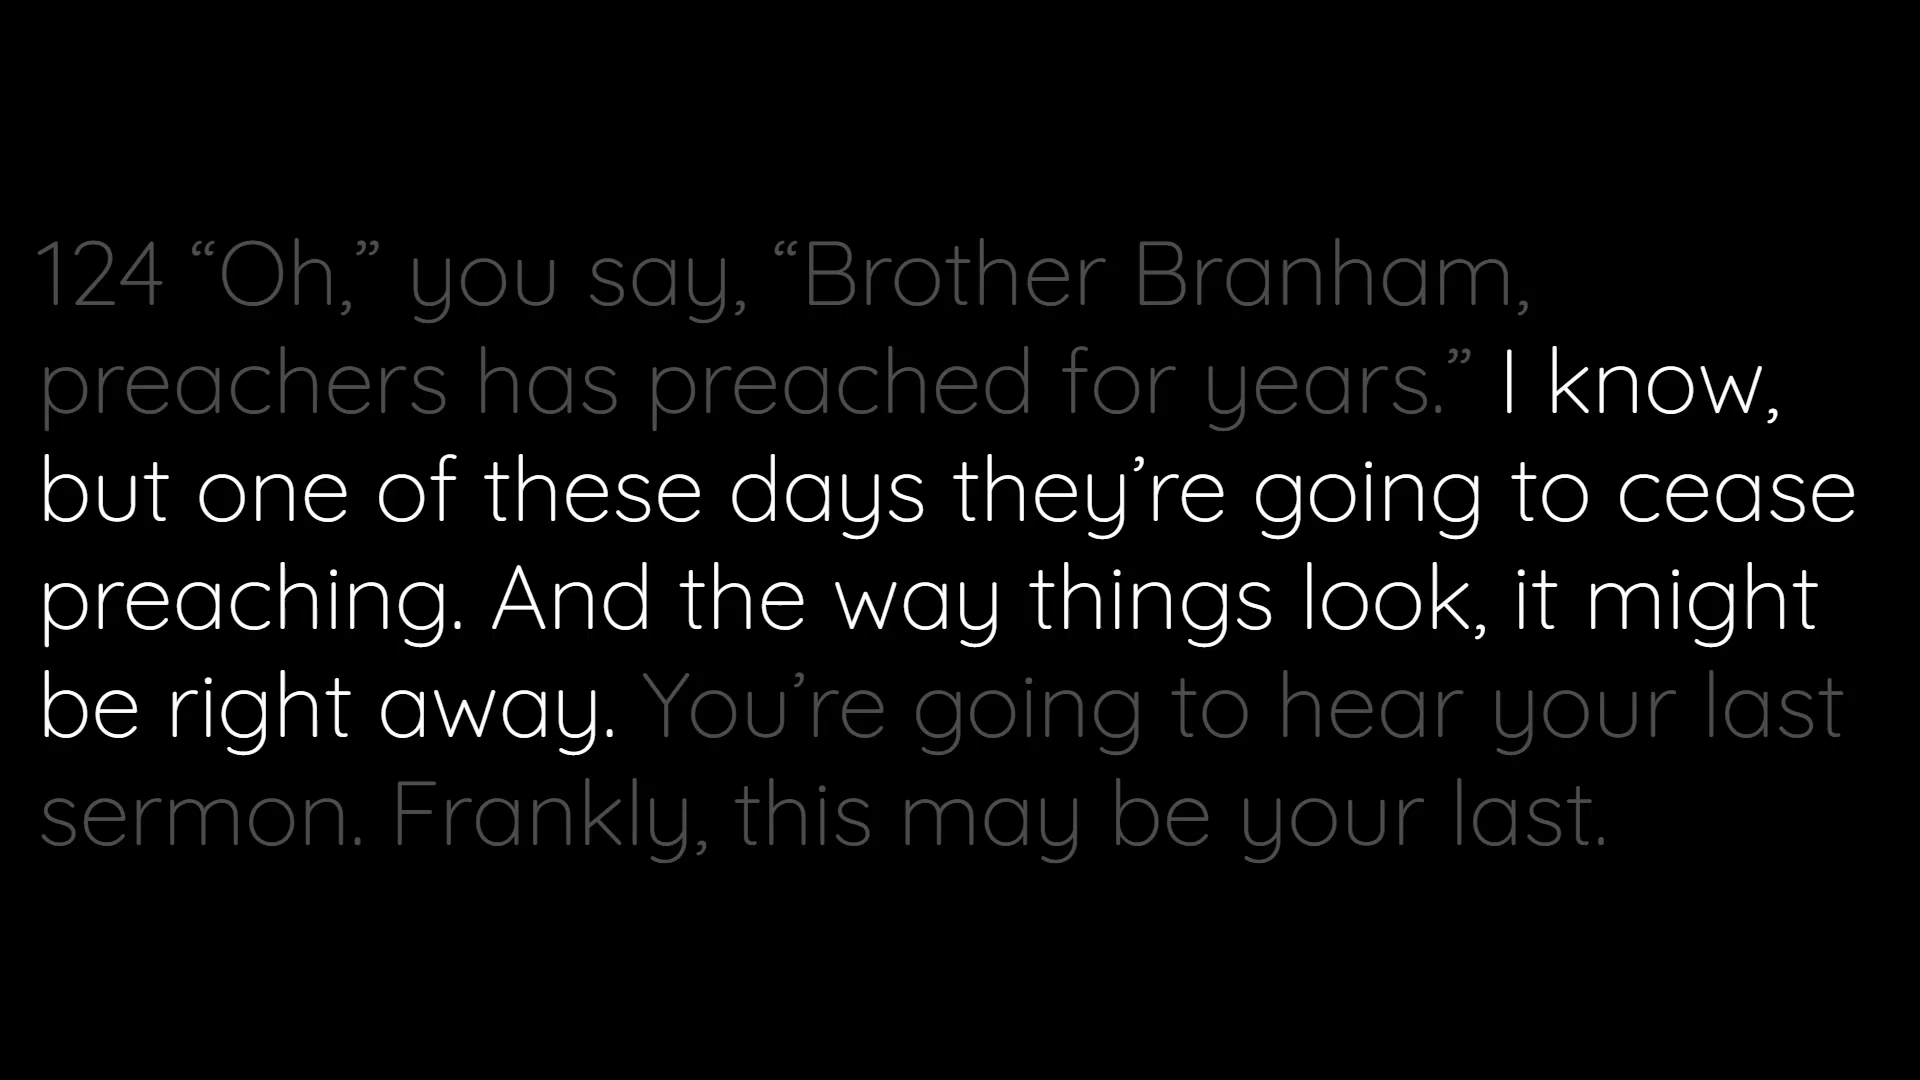 124 “Oh,” you say, “Brother Branham,
preachers has preached for years.” I know,
but one of these days they’re going to cease
preaching. And the way things look, it might
be right away. You’re going to hear your last
sermon. Frankly, this may be your last.